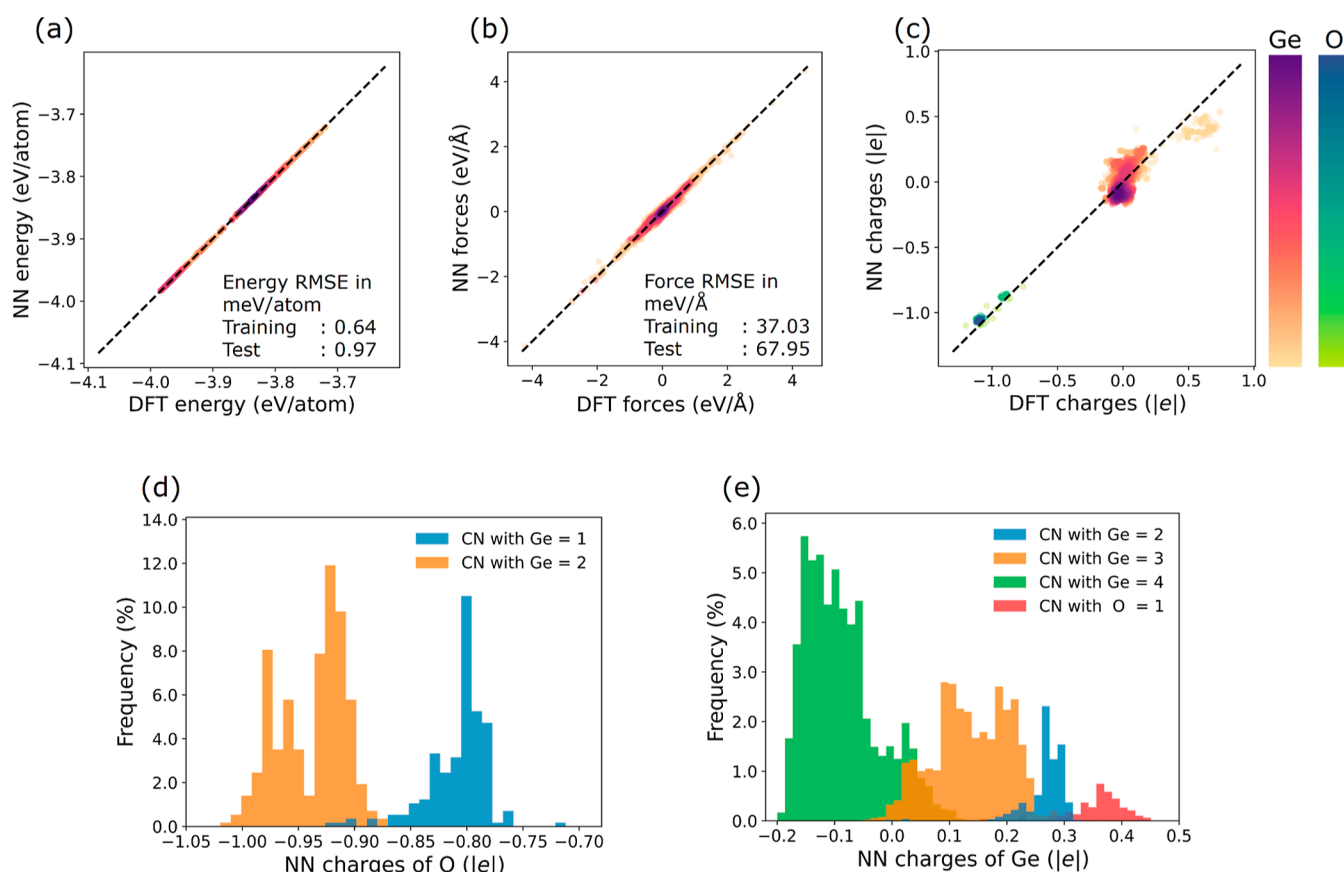 (a)
NN energy (eV/atom)
−3.7
−3.8
−3.9
−4.0
−4.1
Energy RMSE in
meV/atom
Training : 0.64
Test : 0.97
−4.1 −4.0 −3.9 −3.8 −3.7
DFT energy (eV/atom)
(b)
NN forces (eV/Å)
4
2
0
−2
−4
Force RMSE in
meV/Å
Training : 37.03
Test : 67.95
−4 −2 0 2 4
DFT forces (eV/Å)
(c)
NN charges (|e|)
1.0
0.5
0.0
−0.5
−1.0
−1.0 −0.5 0.0 0.5 1.0
DFT charges (|e|)
Ge O
(d)
Frequency (%)
14.0
12.0
10.0
8.0
6.0
4.0
2.0
0.0
CN with Ge = 1
CN with Ge = 2
−1.05 −1.00 −0.95 −0.90 −0.85 −0.80 −0.75 −0.70
NN charges of O (|e|)
(e)
Frequency (%)
6.0
5.0
4.0
3.0
2.0
1.0
0.0
CN with Ge = 2
CN with Ge = 3
CN with Ge = 4
CN with O = 1
−0.2 −0.1 0.0 0.1 0.2 0.3 0.4 0.5
NN charges of Ge (|e|)